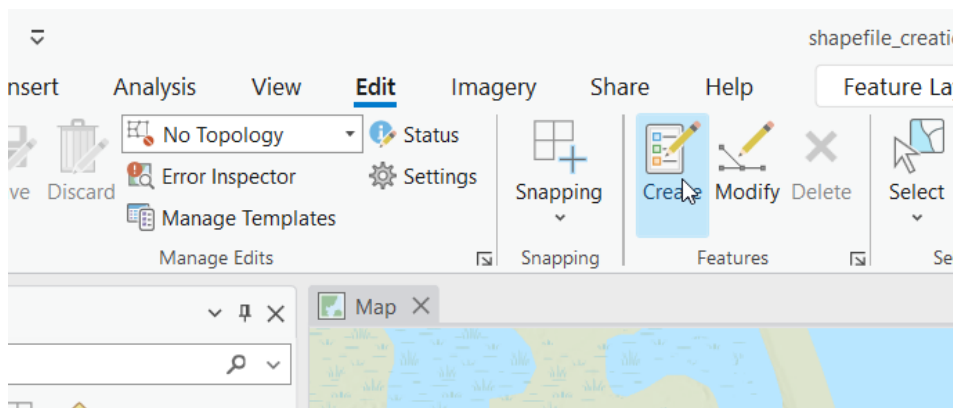 shapefile_creati
nsert Analysis View Edit Imagery Share Help Feature La
No Topology Status
Error Inspector Settings
ve Discard Snapping Create Modify Delete Select
Manage Templates
Manage Edits Snapping Features Se
Map